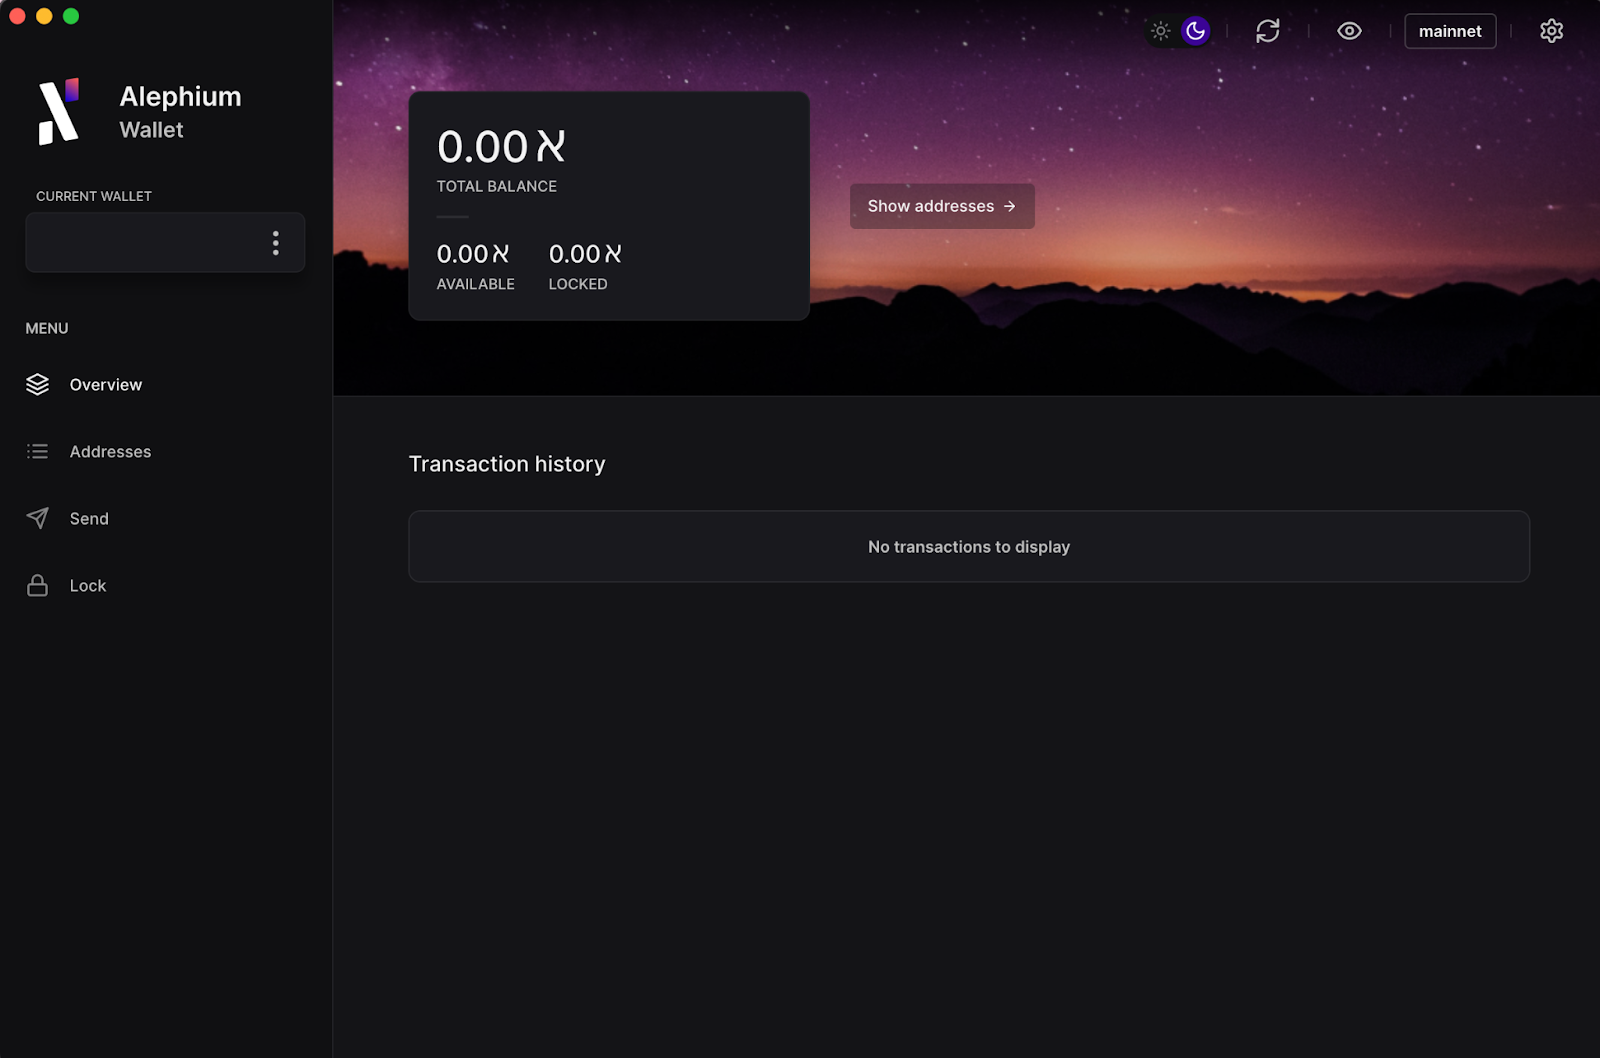 Alephium
Wallet
CURRENT WALLET
MENU
Overview
Addresses
Send
Lock
mainnet
0.00 ℵ
TOTAL BALANCE
0.00 ℵ 0.00 ℵ
AVAILABLE LOCKED
Show addresses →
Transaction history
No transactions to display